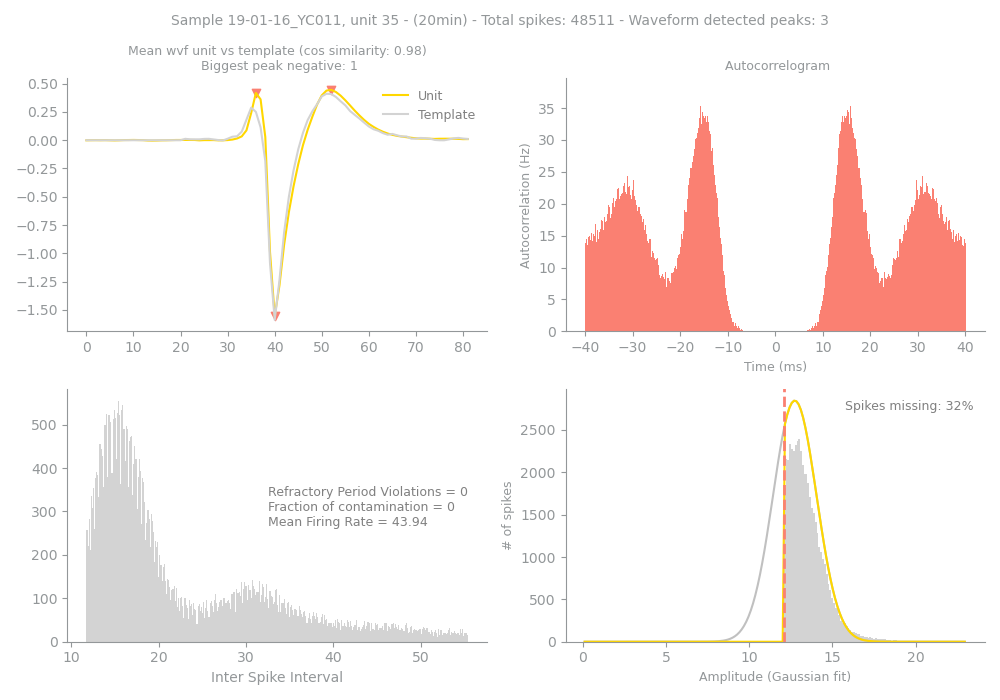 Sample 19-01-16_YC011, unit 35 - (20min) - Total spikes: 48511 - Waveform detected peaks: 3
Mean wvf unit vs template (cos similarity: 0.98)
Biggest peak negative: 1
0.50
0.25
0.00
−0.25
−0.50
−0.75
−1.00
−1.25
−1.50
0 10 20 30 40 50 60 70 80
Unit
Template
Autocorrelogram
Autocorrelation (Hz)
35
30
25
20
15
10
5
0
−40 −30 −20 −10 0 10 20 30 40
Time (ms)
500
400
300
200
100
0
10 20 30 40 50
Inter Spike Interval
Refractory Period Violations = 0
Fraction of contamination = 0
Mean Firing Rate = 43.94
# of spikes
2500
2000
1500
1000
500
0
0 5 10 15 20
Amplitude (Gaussian fit)
Spikes missing: 32%